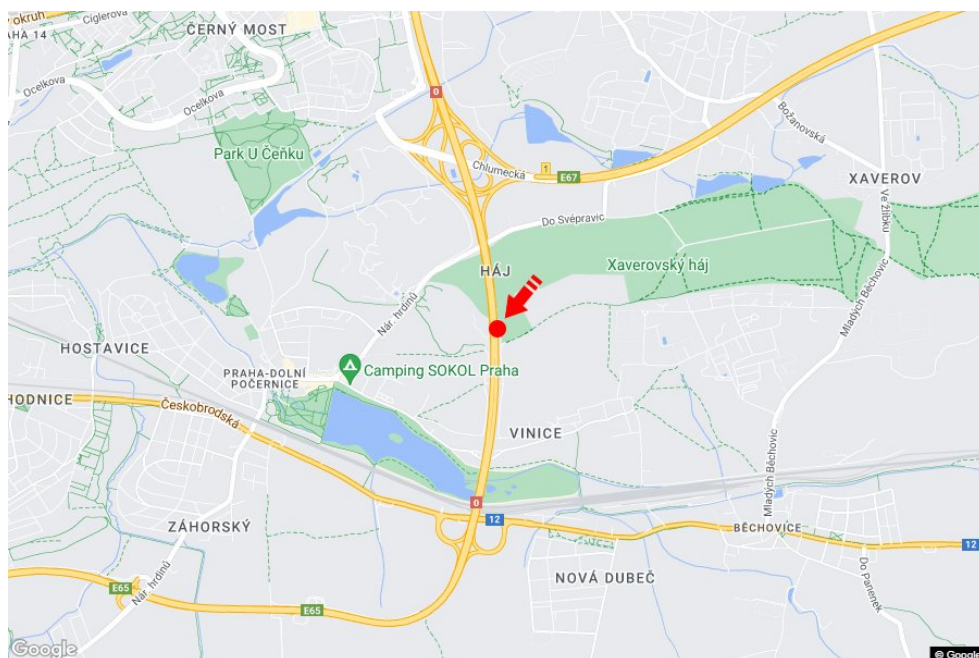 Ciglerova
okruh
AHA 14
ČERNÝ MOST
Ocelkova
Ocelkova
Park U Čeňku
0
Chlumecká
1
E67
Božanovská
XAVEROV
Ve Žlíbku
Do Svépravic
HÁJ
Xaverovský háj
Nár. hrdinů
Mladých Běchovic
HOSTAVICE
PRAHA-DOLNÍ
POČERNICE
Camping SOKOL Praha
HODNICE
Českobrodská
VINICE
Mladých Běchovic
0
12
ZÁHORSKÝ
BĚCHOVICE
12
NOVÁ DUBEČ
Do Panenek
E65
Nár. hrdinů
E65
Google
© Google